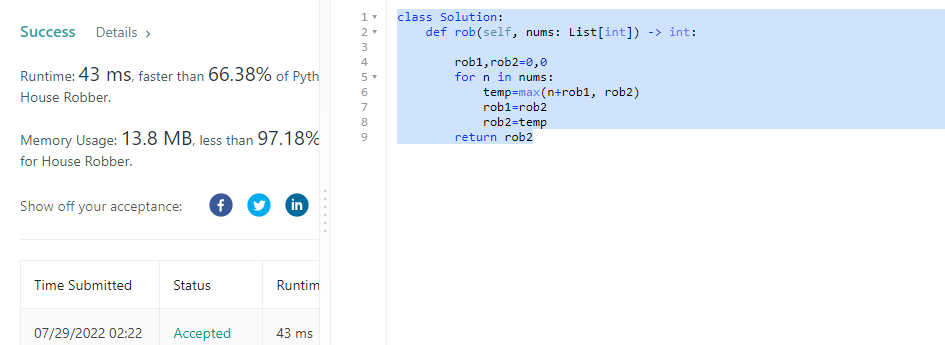 Success Details >
Runtime: 43 ms, faster than 66.38% of Pyth
House Robber.
Memory Usage: 13.8 MB, less than 97.18%
for House Robber.
Show off your acceptance:
f in
Time Submitted Status Runtim
07/29/2022 02:22 Accepted 43 ms
1 class Solution:
2     def rob(self, nums: List[int]) -> int:
3
4         rob1,rob2=0,0
5         for n in nums:
6             temp=max(n+rob1, rob2)
7             rob1=rob2
8             rob2=temp
9         return rob2